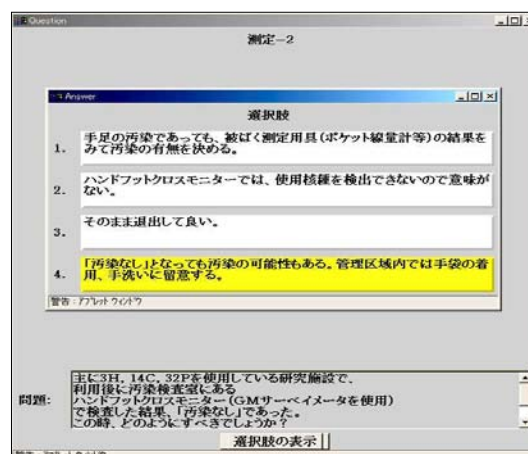 Question
測定-2
Answer
選択肢
1. 手足の汚染であっても、被ばく測定用具(ポケット線量計等)の結果を
みて汚染の有無を決める。
2. ハンドフットクロスモニターでは、使用核種を検出できないので意味が
ない。
3. そのまま退出して良い。
4. 「汚染なし」となっても汚染の可能性もある。管理区域内では手袋の着
用、手洗いに留意する。
警告 : アプレット ウィンドウ
問題:
主に3H, 14C, 32Pを使用している研究施設で、
利用後に汚染検査室にある
ハンドフットクロスモニター(GMサーベイメータを使用)
で検査した結果、「汚染なし」であった。
この時、どのようにすべきでしょうか?
選択肢の表示